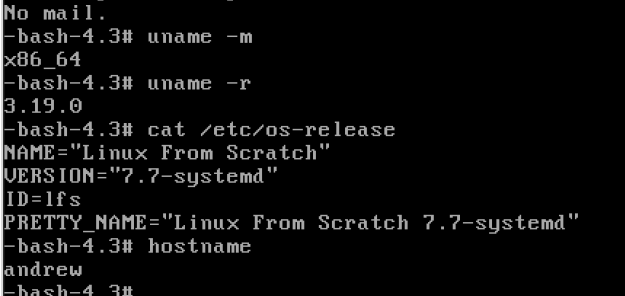 No mail.
-bash-4.3# uname -m
x86_64
-bash-4.3# uname -r
3.19.0
-bash-4.3# cat /etc/os-release
NAME="Linux From Scratch"
VERSION="7.7-systemd"
ID=lfs
PRETTY_NAME="Linux From Scratch 7.7-systemd"
-bash-4.3# hostname
andrew
-bash-4.3#